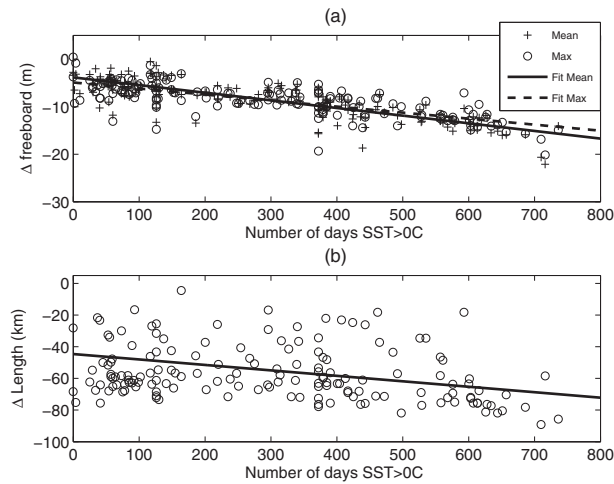 (a)
Δ freeboard (m)
5
0
−10
−20
−30
0 100 200 300 400 500 600 700 800
Number of days SST>0C
Mean
Max
Fit Mean
Fit Max
(b)
Δ Length (km)
0
−20
−40
−60
−80
−100
0 100 200 300 400 500 600 700 800
Number of days SST>0C